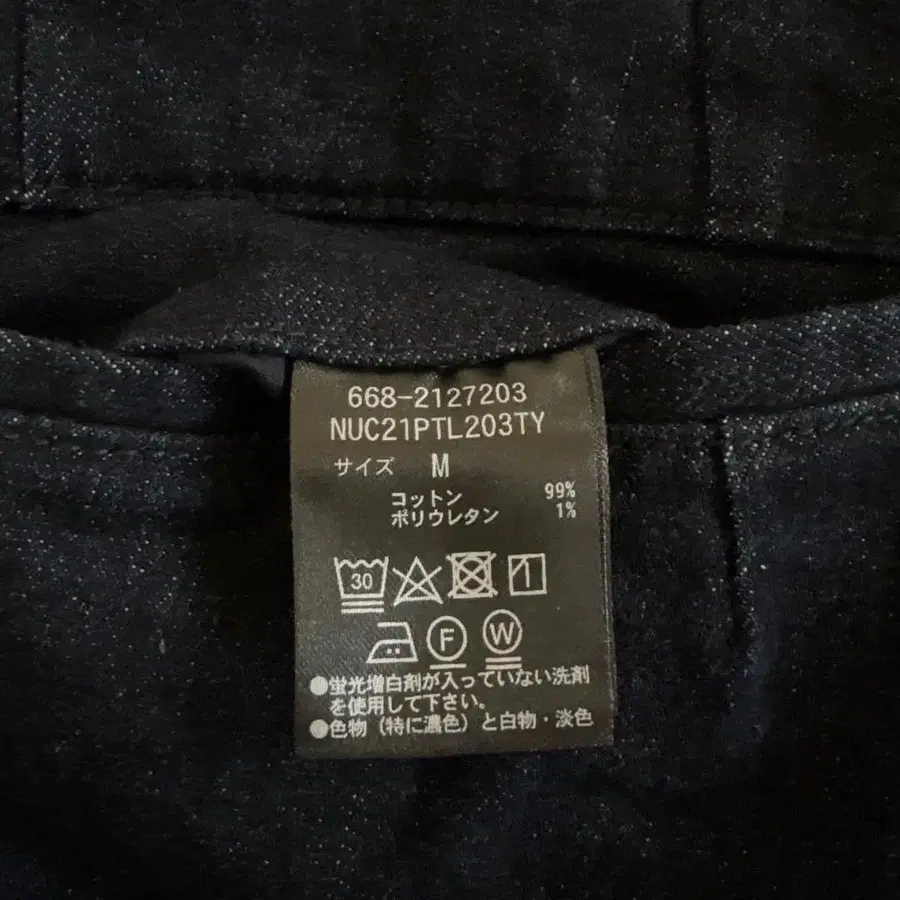 668-2127203
NUC21PTL203TY
サイズ M
コットン 99%
ポリウレタン 1%
30
F W
●蛍光増白剤が入っていない洗剤
を使用して下さい。
●色物（特に濃色）と白物・淡色